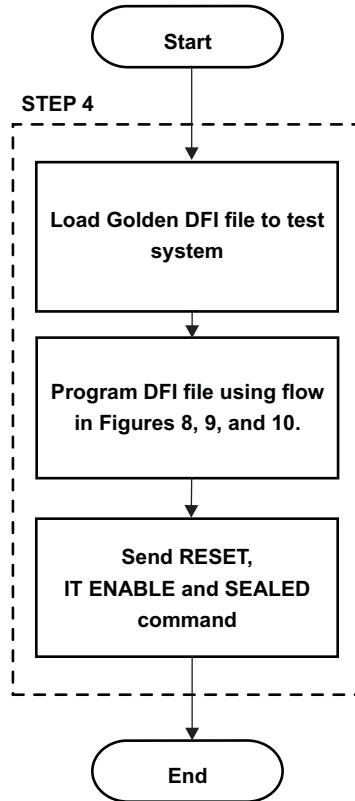 Start
STEP 4
Load Golden DFI file to test
system
Program DFI file using flow
in Figures 8, 9, and 10.
Send RESET,
IT ENABLE and SEALED
command
End